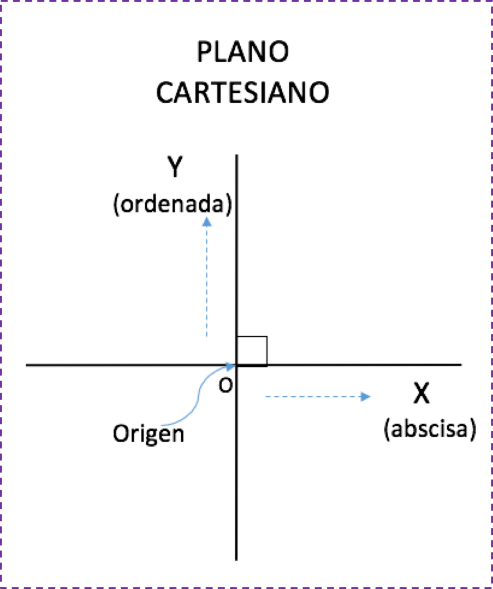 PLANO
CARTESIANO
Y
(ordenada)
O
X
(abscisa)
Origen